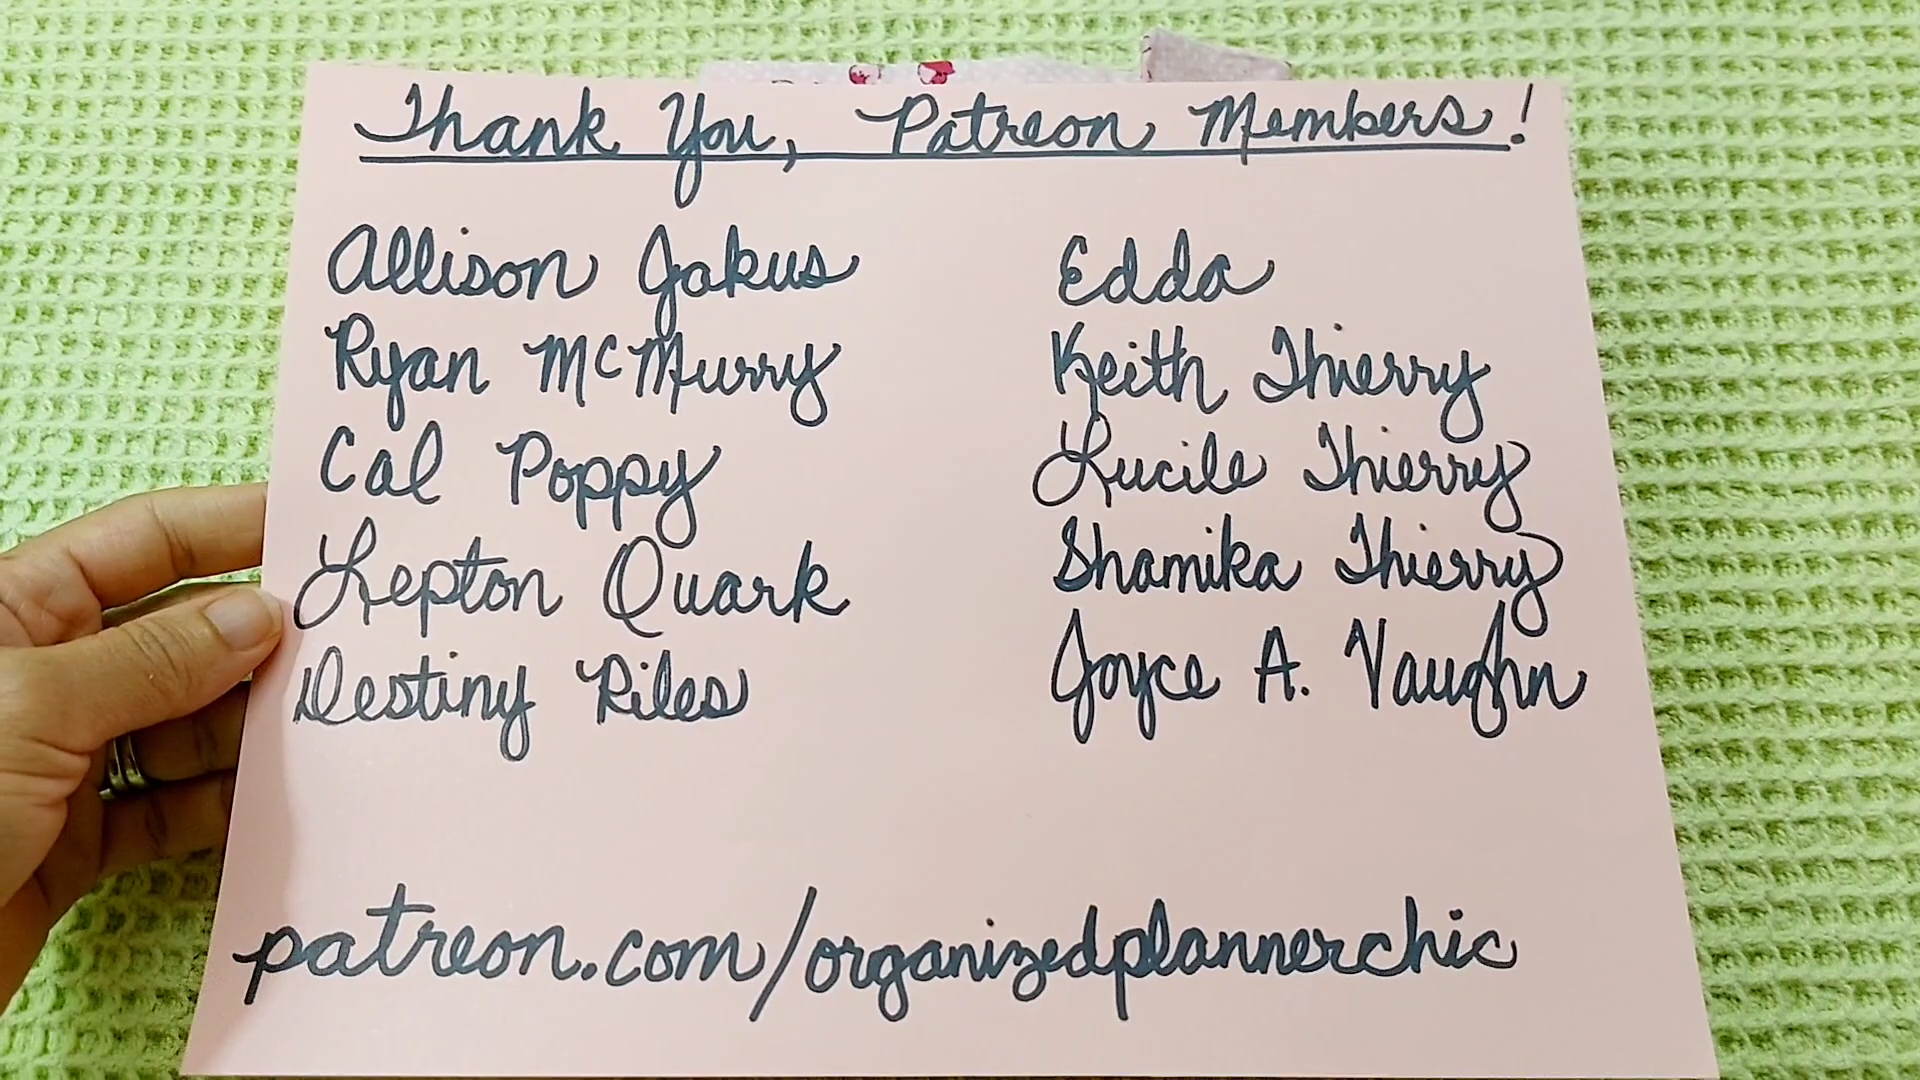 Thank You, Patreon Members!
Allison Jakus
Ryan McMurry
Cal Poppy
Lepton Quark
Destiny Riles
Edda
Keith Thierry
Lucile Thierry
Shamika Thierry
Joyce A. Vaughn
patreon.com/organizedplannerchic